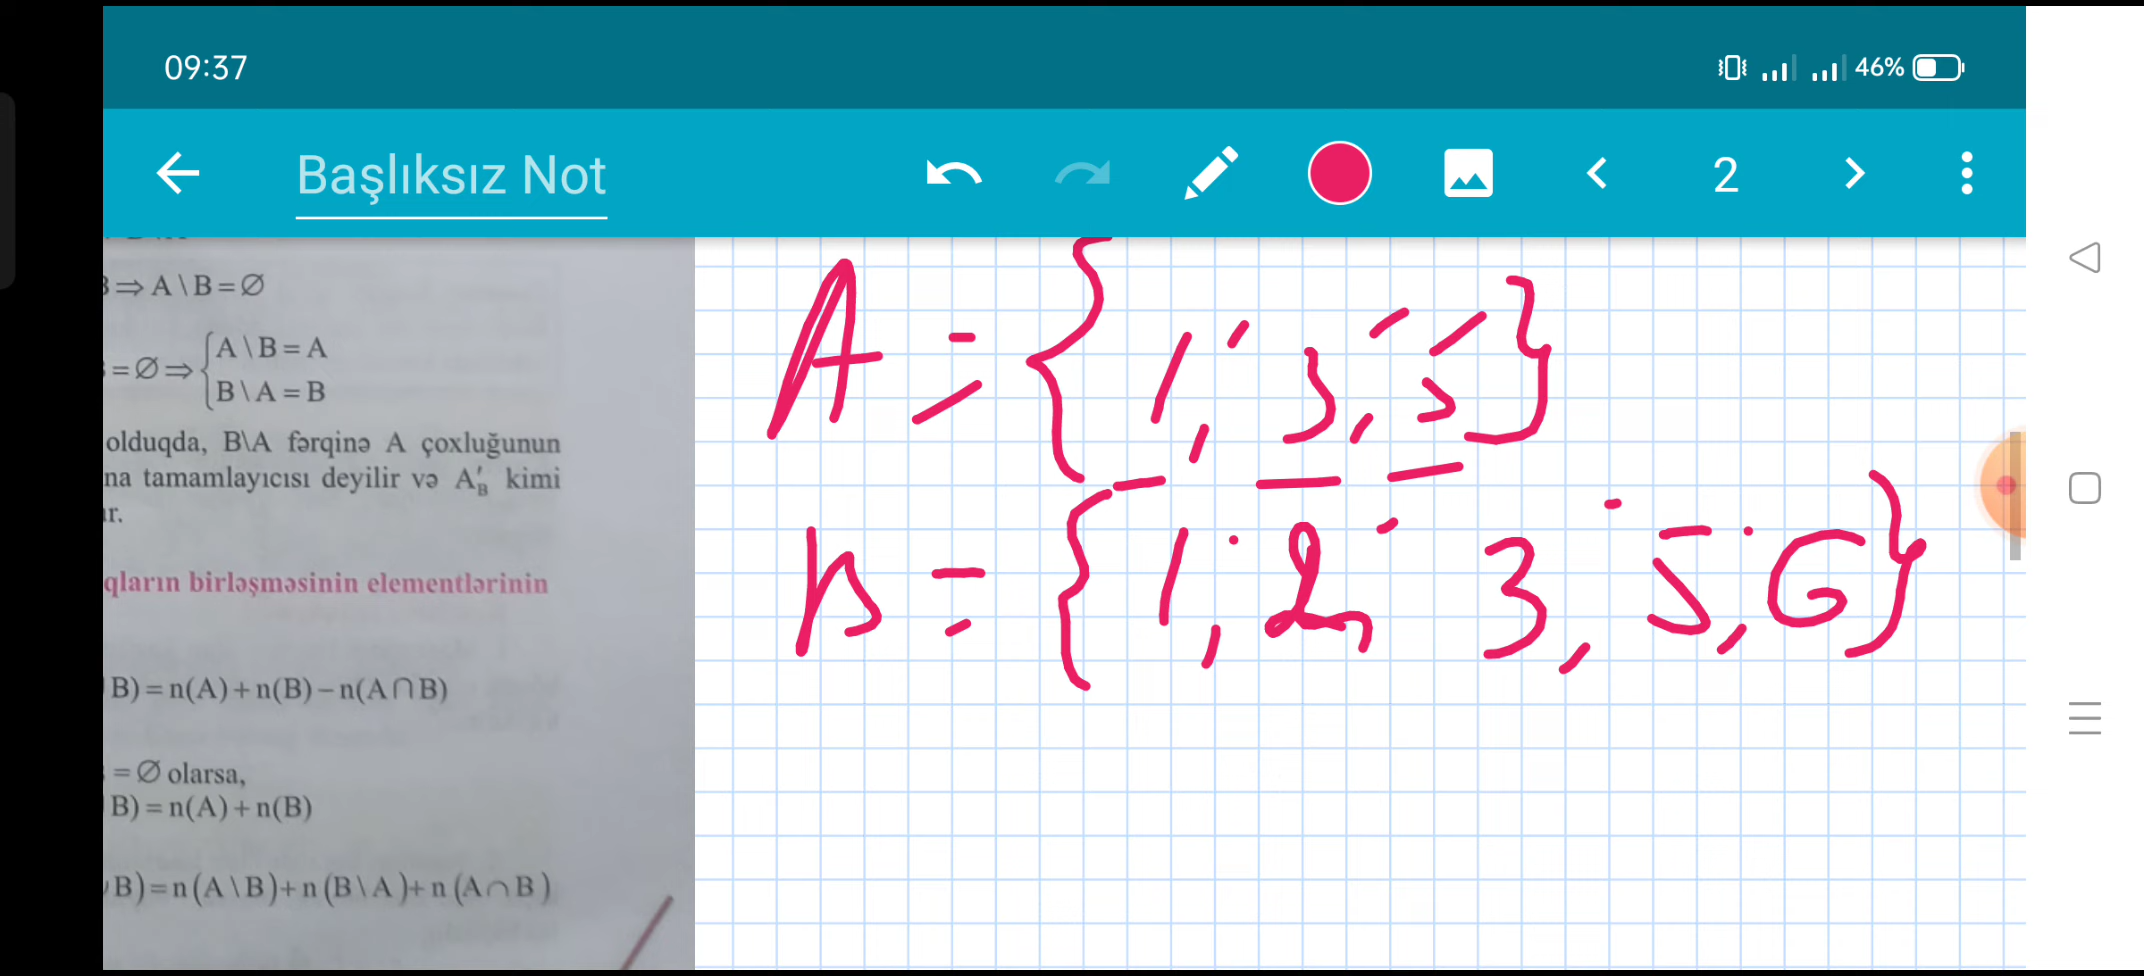 09:37
46%
Başlıksız Not
2
⇒ A \ B = Ø
= Ø ⇒ { A \ B = A
B \ A = B
olduqda, B\A fərqinə A çoxluğunun
na tamamlayıcısı deyilir və A′B kimi
ır.
qların birləşməsinin elementlərinin
B) = n(A) + n(B) − n(A ∩ B)
= Ø olarsa,
B) = n(A) + n(B)
B) = n(A \ B) + n(B \ A) + n(A ∩ B)
A = {1, 3, 5}
B = {1, 2, 3, 5, 6}